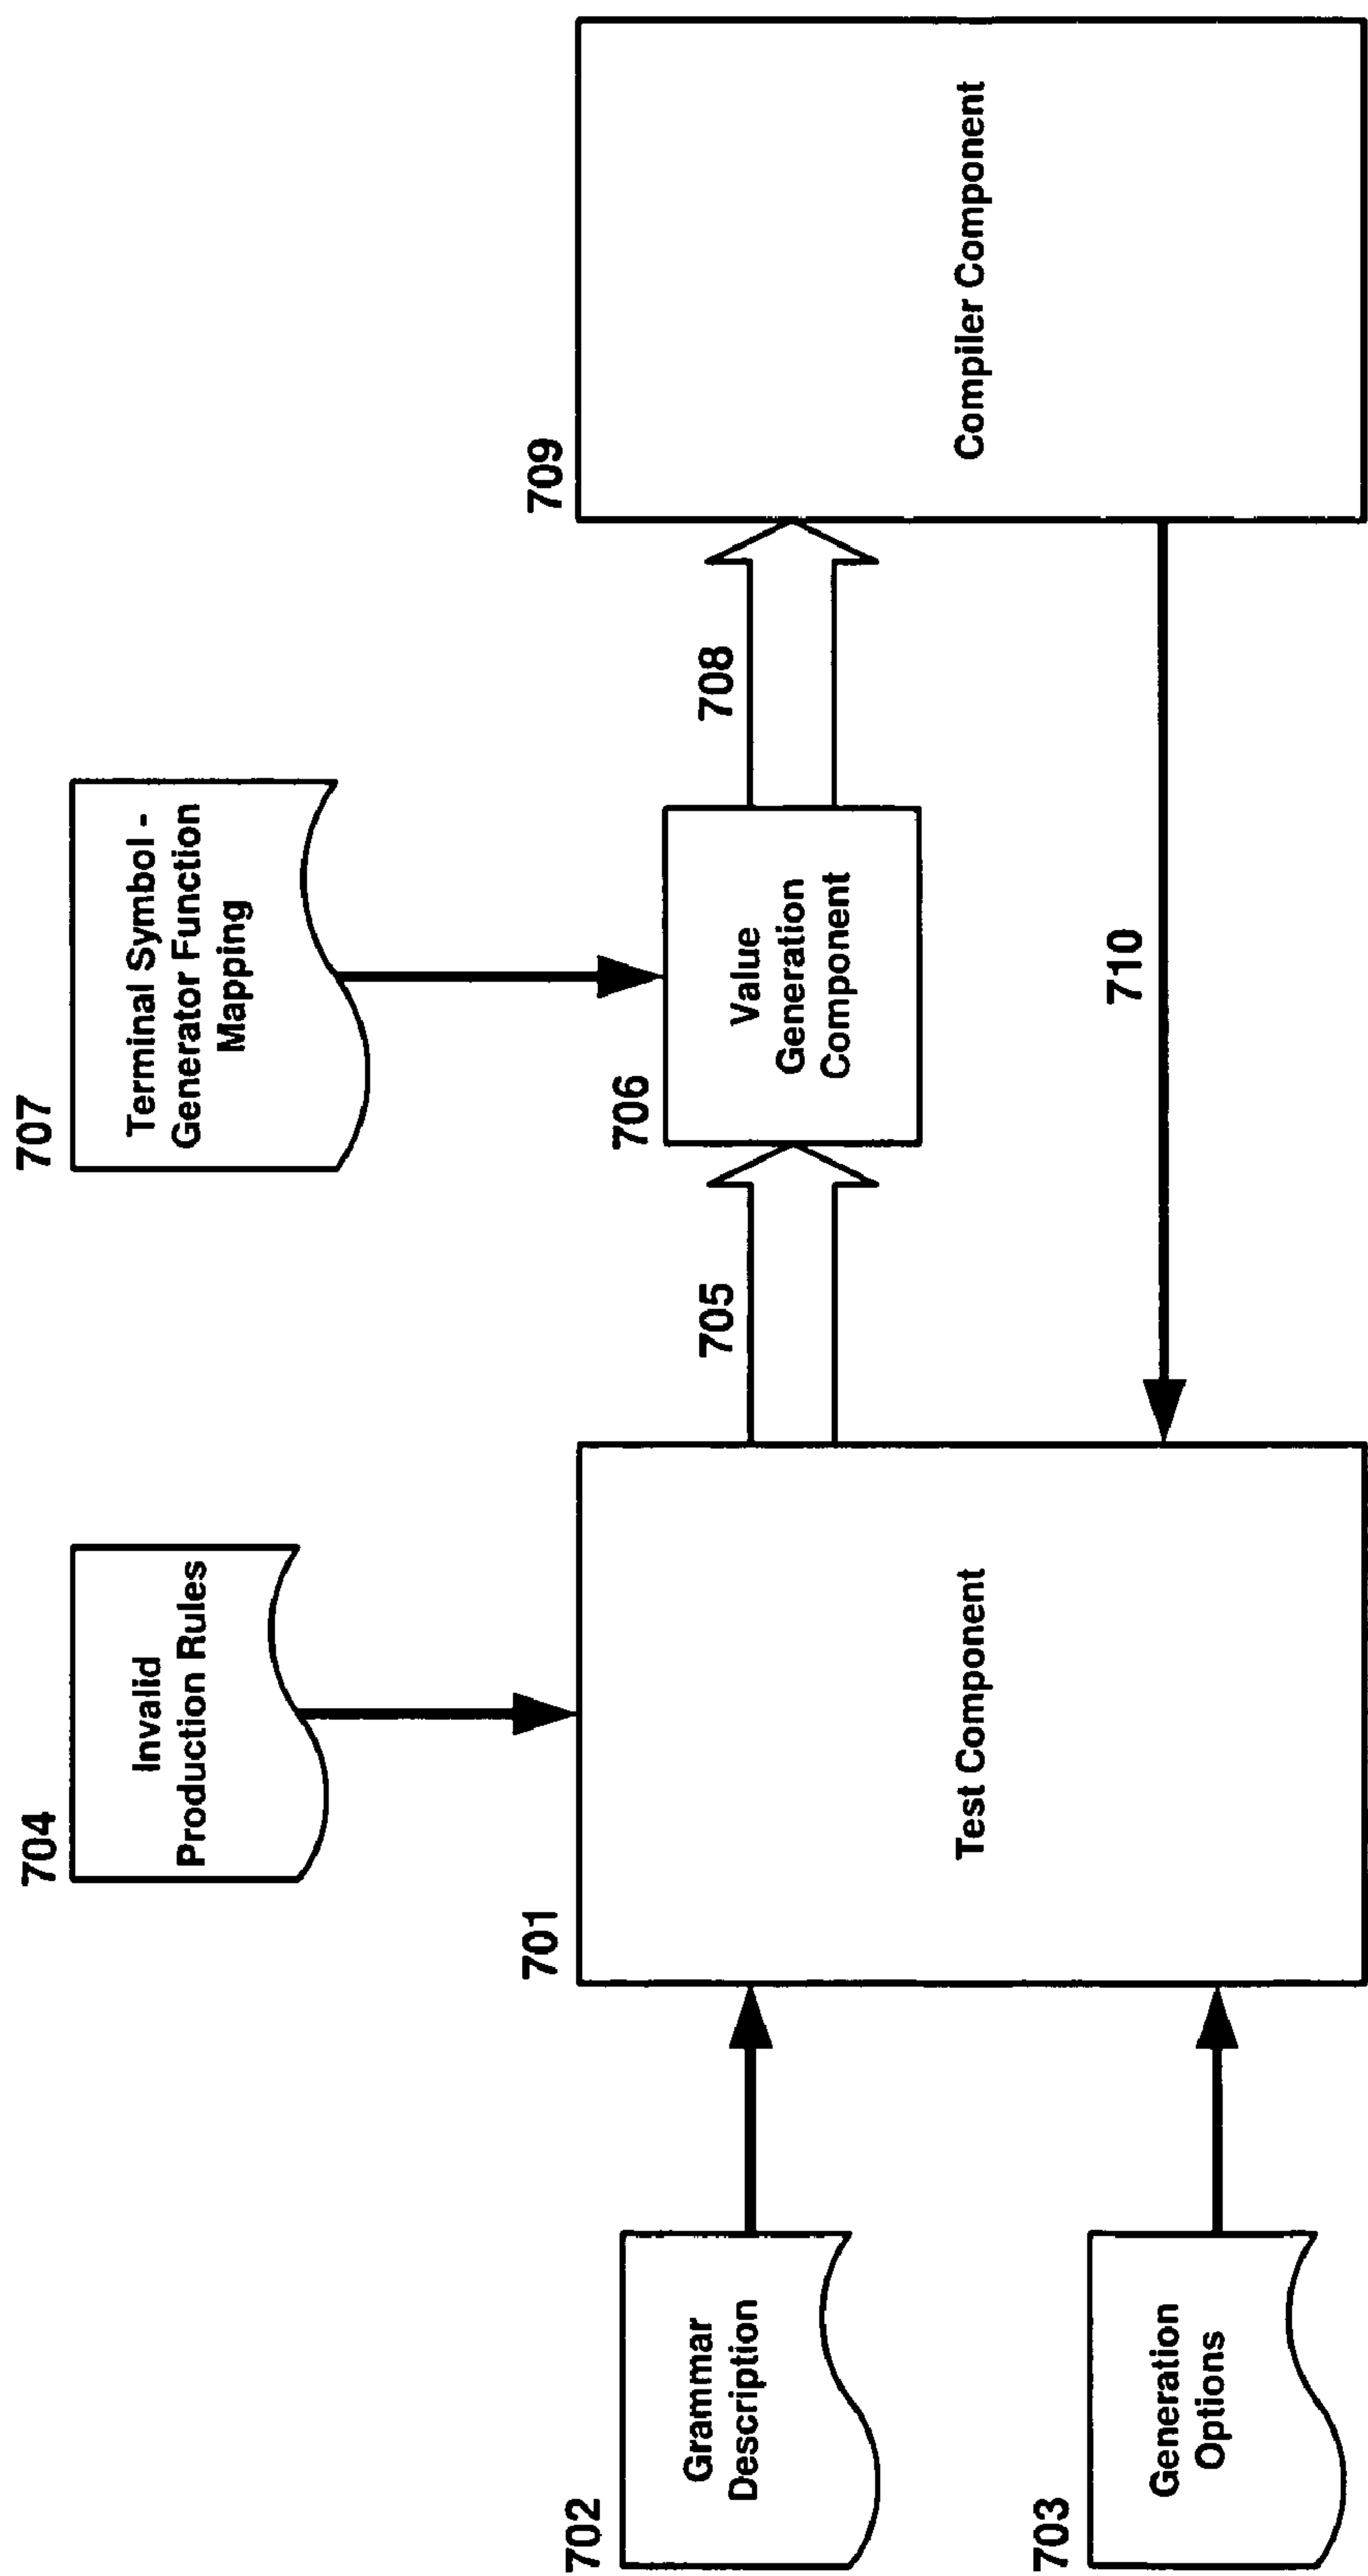 707
Terminal Symbol -
Generator Function
Mapping
704
Invalid
Production Rules
709
Compiler Component
708
706
Value
Generation
Component
705
701
Test Component
710
702
Grammar
Description
703
Generation
Options